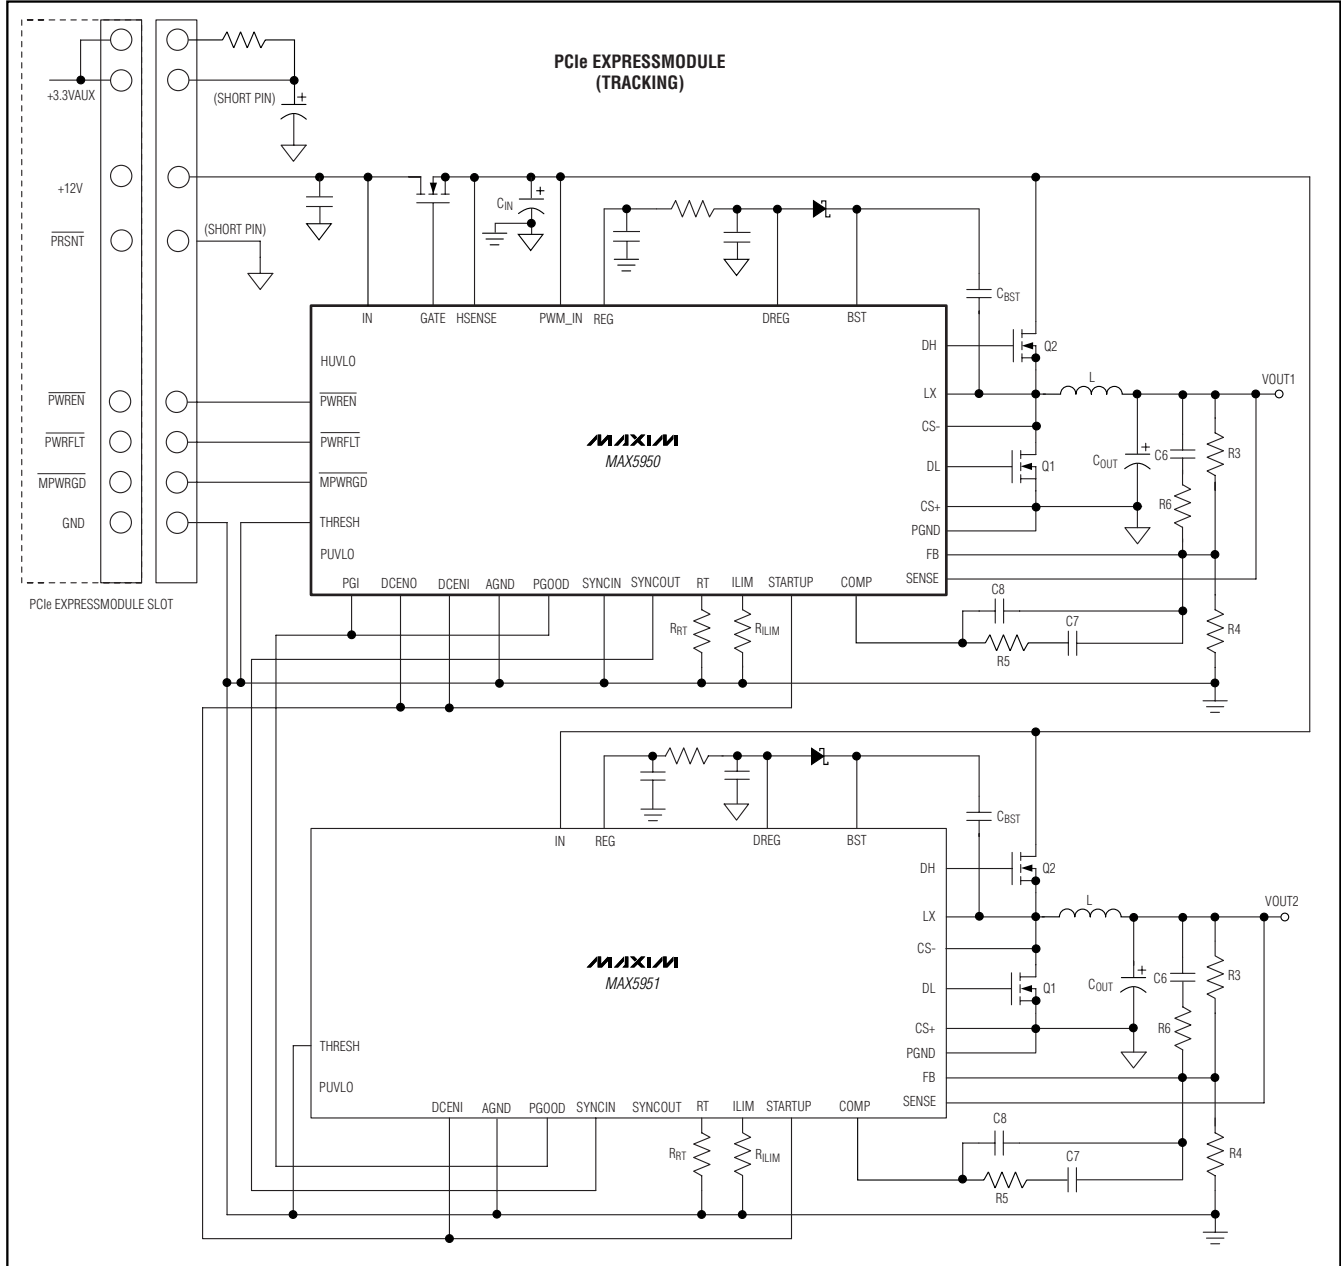 PCIe EXPRESSMODULE
(TRACKING)
+3.3VAUX
(SHORT PIN)
+12V
PRSNT
(SHORT PIN)
CIN
CBST
IN
GATE
HSENSE
PWM_IN
REG
DREG
BST
HUVLO
PWREN
PWREN
PWRFLT
PWRFLT
MPWRGD
MPWRGD
GND
THRESH
PUVLO
MAXIM
MAX5950
DH
LX
CS-
DL
CS+
PGND
FB
SENSE
Q2
L
VOUT1
Q1
COUT
C6
R3
R6
PGI
DCENO
DCENI
AGND
PGOOD
SYNCIN
SYNCOUT
RT
ILIM
STARTUP
COMP
PCIe EXPRESSMODULE SLOT
RRT
RILIM
C8
R5
C7
R4
IN
REG
DREG
BST
CBST
MAXIM
MAX5951
THRESH
PUVLO
DH
LX
CS-
DL
CS+
PGND
FB
SENSE
Q2
L
VOUT2
Q1
COUT
C6
R3
R6
DCENI
AGND
PGOOD
SYNCIN
SYNCOUT
RT
ILIM
STARTUP
COMP
RRT
RILIM
C8
R5
C7
R4